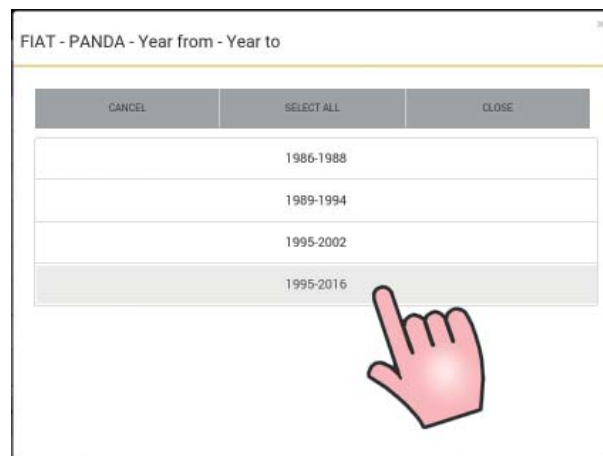 FIAT - PANDA - Year from - Year to
CANCEL SELECT ALL CLOSE
1986-1988
1989-1994
1995-2002
1995-2016